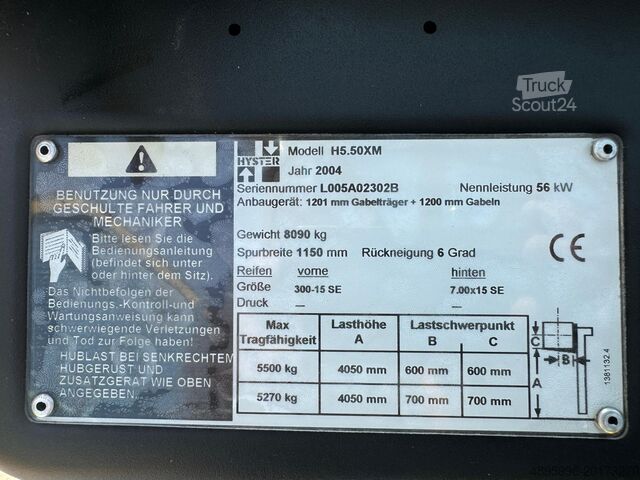 Truck
Scout24
BENUTZUNG NUR DURCH
GESCHULTE FAHRER UND
MECHANIKER
Bitte lesen Sie die
Bedienungsanleitung
(befindet sich unter
oder hinter dem Sitz).
Das Nichtbefolgen der
Bedienungs,-Kontroll-und
Wartungsanweisung kann
schwerwiegende Verletzungen
und Tod zur Folge haben!
HUBLAST BEI SENKRECHTEM
HUBGERUST UND
ZUSATZGERAT WIE OBEN
ANGEGEBEN.
HYSTER
Modell H5.50XM
Jahr 2004
Seriennummer L005A02302B Nennleistung 56 kW
Anbaugerät: 1201 mm Gabelträger + 1200 mm Gabeln
Gewicht 8090 kg
Spurbreite 1150 mm Rückneigung 6 Grad
CE
Reifen vorne hinten
Größe 300-15 SE 7.00x15 SE
Druck — —
Max Tragfähigkeit Lasthöhe A Lastschwerpunkt B C
5500 kg 4050 mm 600 mm 600 mm
5270 kg 4050 mm 700 mm 700 mm
C
B
A
1381132.4